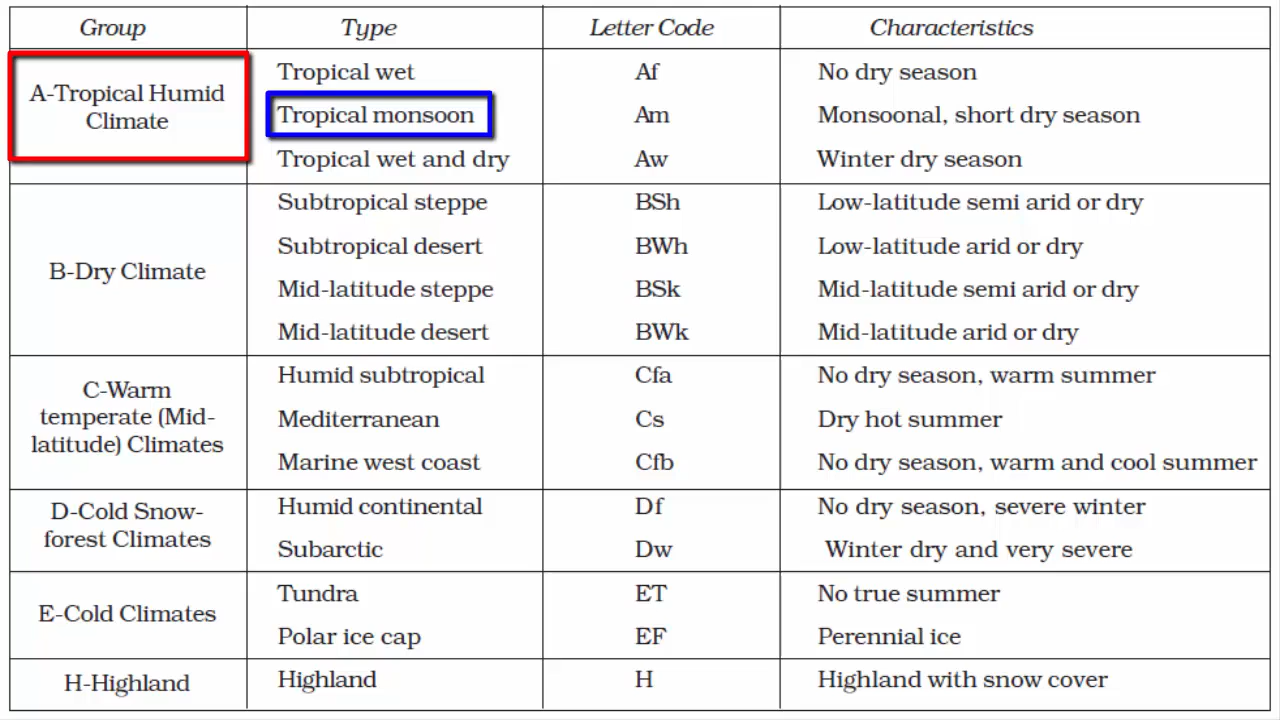 Group Type Letter Code Characteristics
A-Tropical Humid
Climate
Tropical wet Af No dry season
Tropical monsoon Am Monsoonal, short dry season
Tropical wet and dry Aw Winter dry season
B-Dry Climate
Subtropical steppe BSh Low-latitude semi arid or dry
Subtropical desert BWh Low-latitude arid or dry
Mid-latitude steppe BSk Mid-latitude semi arid or dry
Mid-latitude desert BWk Mid-latitude arid or dry
C-Warm
temperate (Mid-
latitude) Climates
Humid subtropical Cfa No dry season, warm summer
Mediterranean Cs Dry hot summer
Marine west coast Cfb No dry season, warm and cool summer
D-Cold Snow-
forest Climates
Humid continental Df No dry season, severe winter
Subarctic Dw Winter dry and very severe
E-Cold Climates
Tundra ET No true summer
Polar ice cap EF Perennial ice
H-Highland Highland H Highland with snow cover